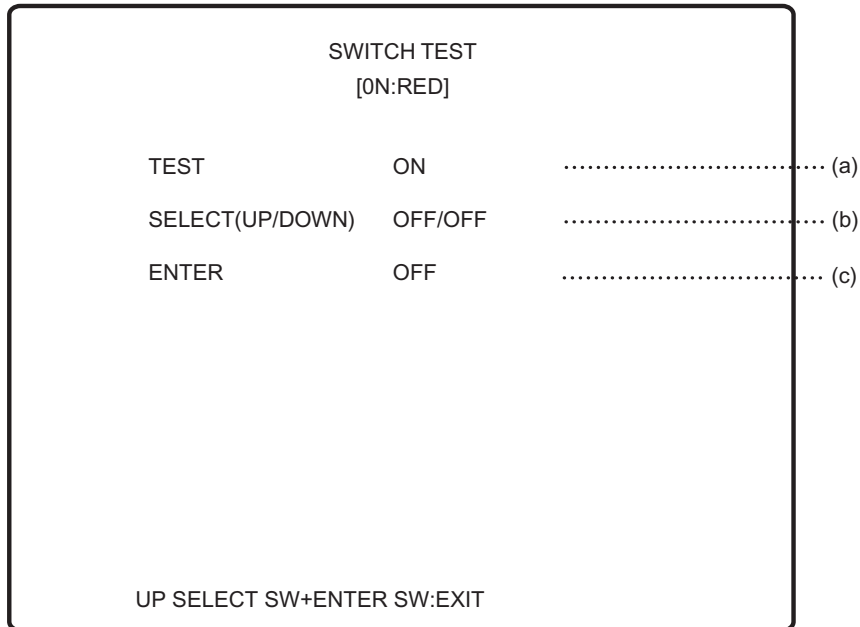 SWITCH TEST
[0N:RED]
TEST ON .................................. (a)
SELECT(UP/DOWN) OFF/OFF .................................. (b)
ENTER OFF .................................. (c)
UP SELECT SW+ENTER SW:EXIT